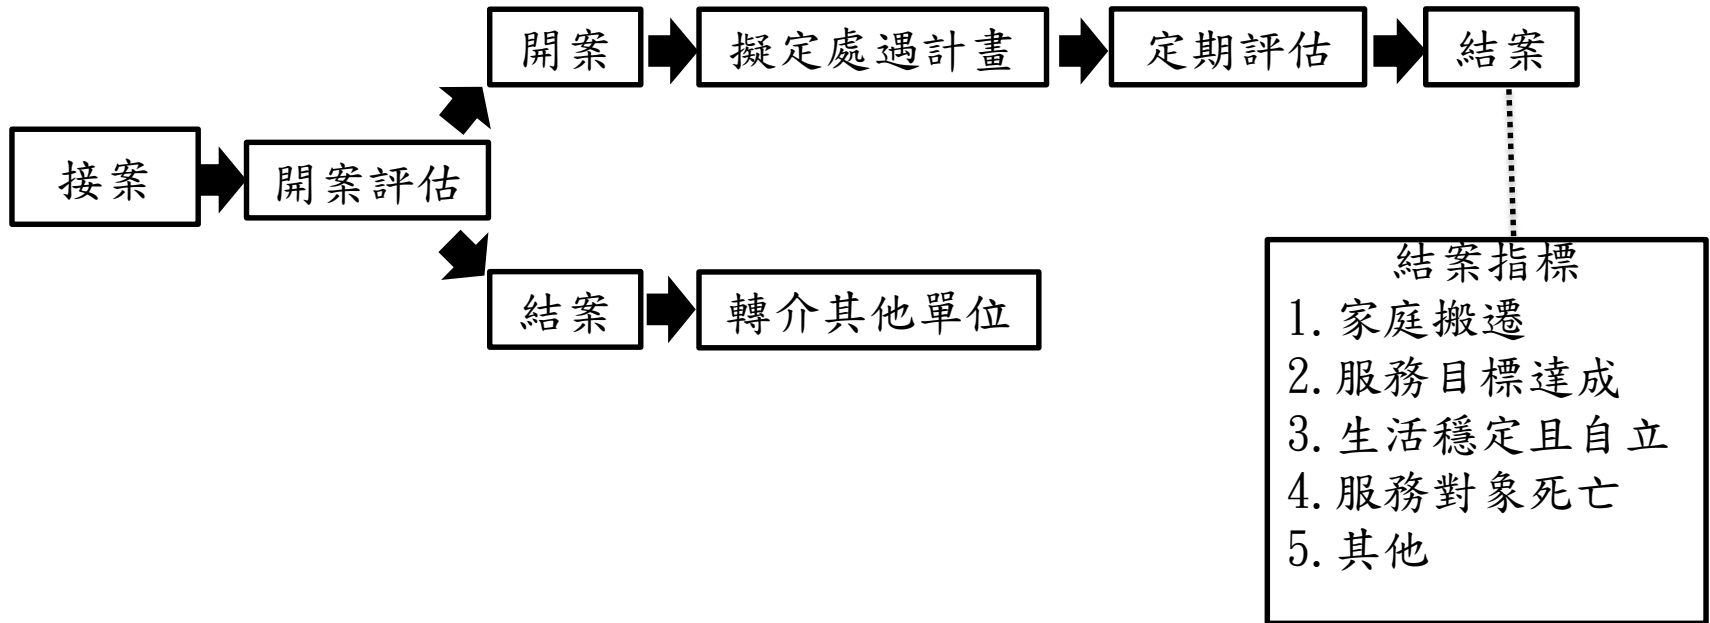 開案
擬定處遇計畫
定期評估
結案
接案
開案評估
結案
轉介其他單位
結案指標
1.家庭搬遷
2.服務目標達成
3.生活穩定且自立
4.服務對象死亡
5.其他